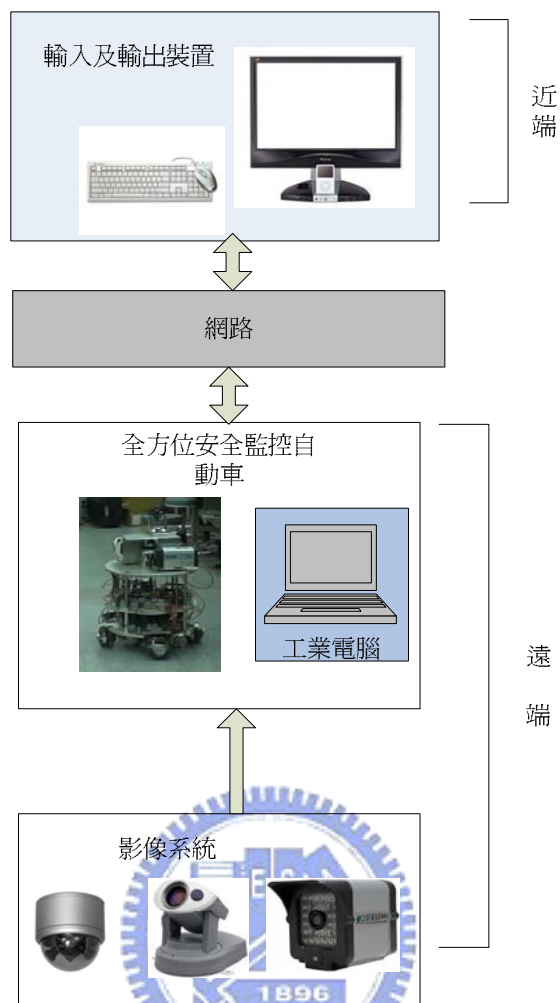 輸入及輸出裝置
近
端
網路
全方位安全監控自
動車
工業電腦
遠
端
影像系統
1896